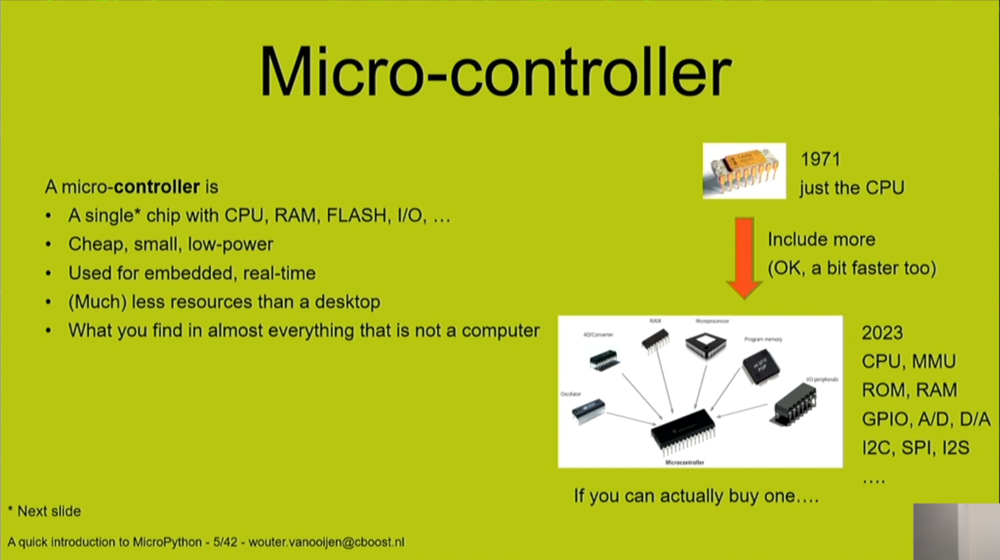 Micro-controller
A micro-controller is
• A single* chip with CPU, RAM, FLASH, I/O, …
• Cheap, small, low-power
• Used for embedded, real-time
• (Much) less resources than a desktop
• What you find in almost everything that is not a computer
1971
just the CPU
Include more
(OK, a bit faster too)
RAM
Microprocessor
AD/Converter
Program memory
I/O peripherals
Oscillator
Microcontroller
2023
CPU, MMU
ROM, RAM
GPIO, A/D, D/A
I2C, SPI, I2S
….
If you can actually buy one….
* Next slide
A quick introduction to MicroPython - 5/42 - wouter.vanooijen@cboost.nl